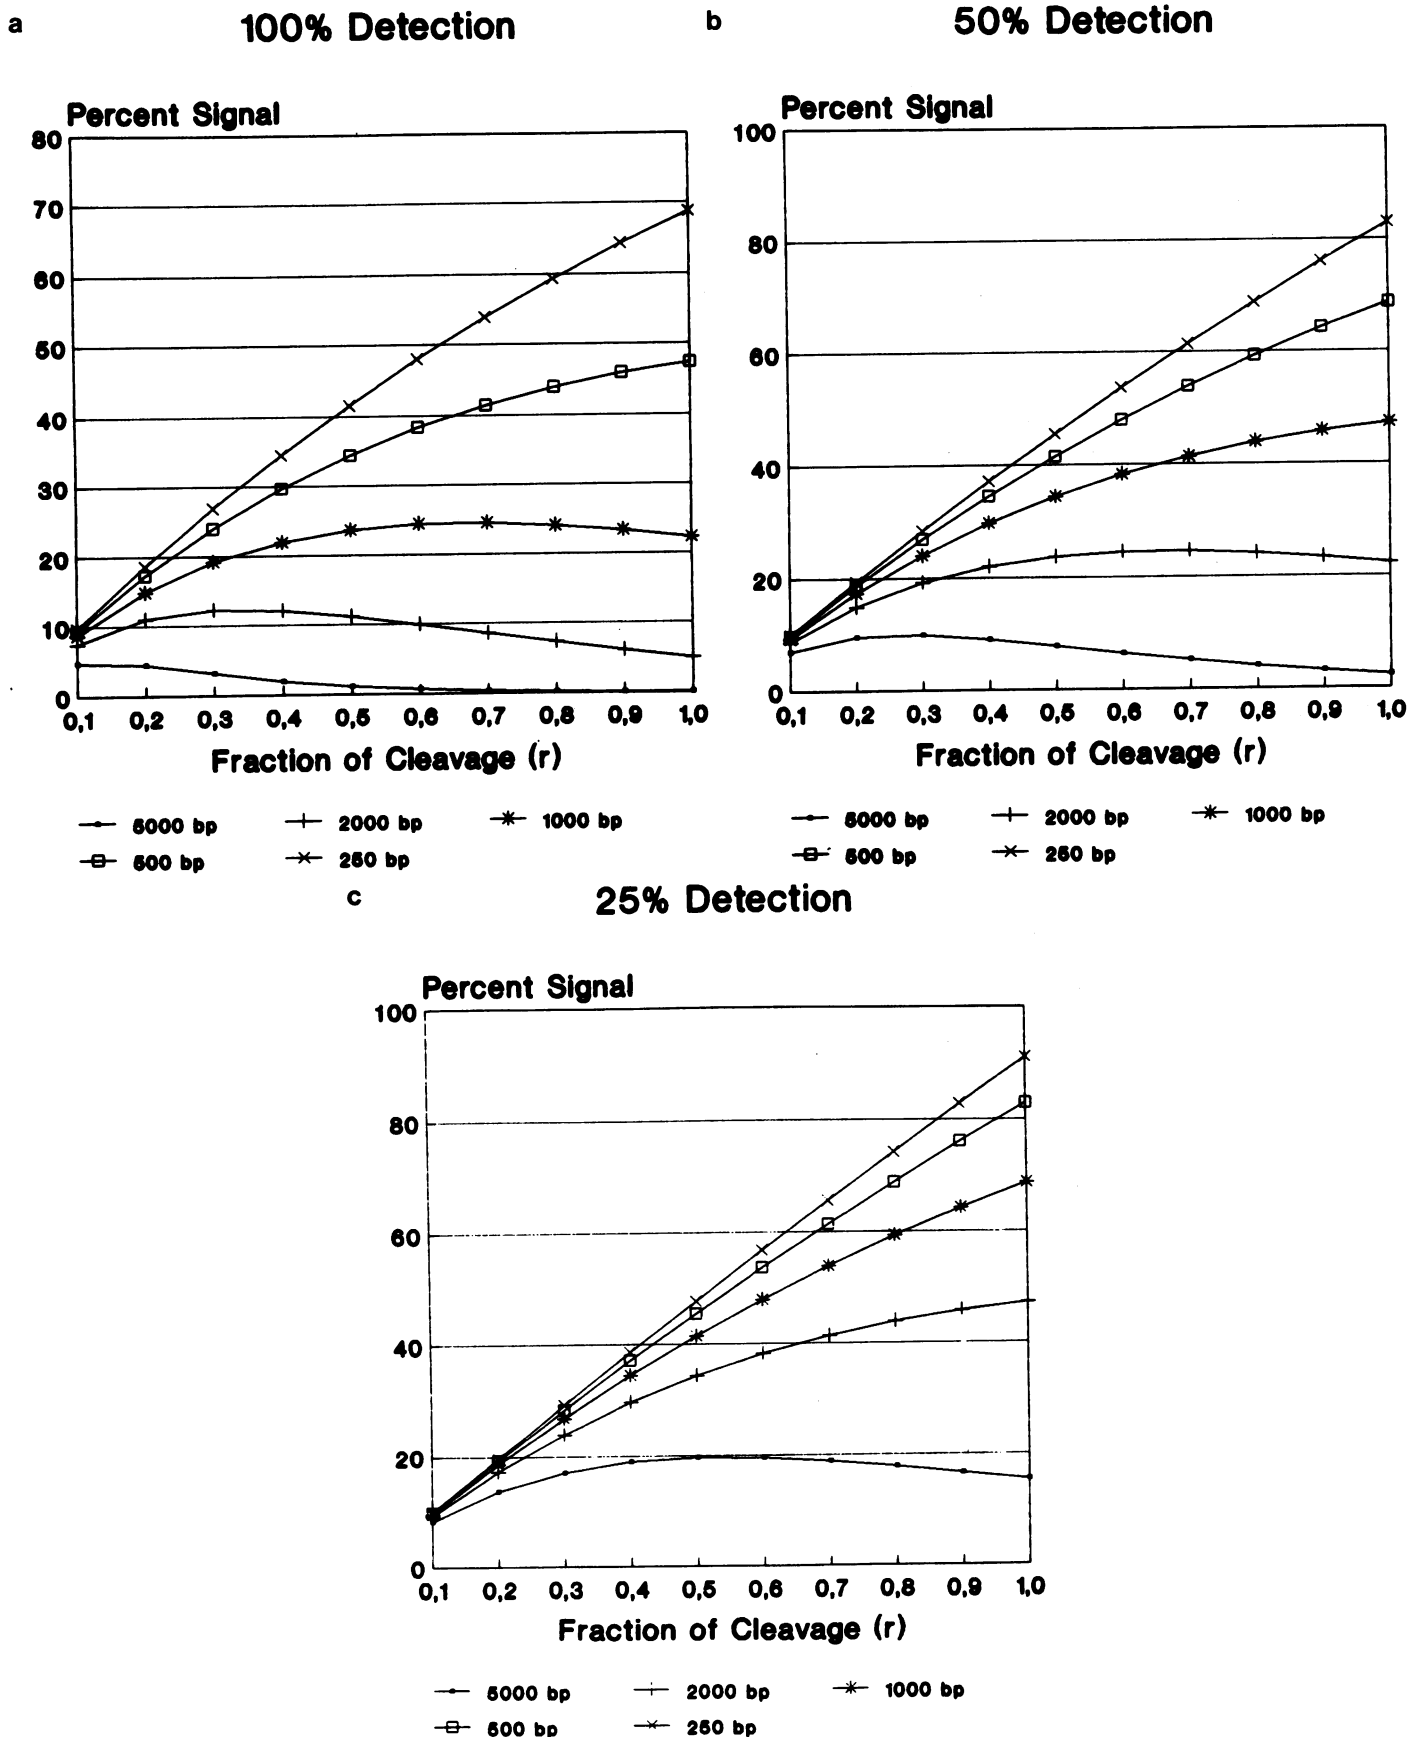 a
100% Detection
Percent Signal
80
70
60
50
40
30
20
10
0
0,1 0,2 0,3 0,4 0,5 0,6 0,7 0,8 0,9 1,0
Fraction of Cleavage (r)
5000 bp 2000 bp 1000 bp
500 bp 250 bp
b
50% Detection
Percent Signal
100
80
60
40
20
0
0,1 0,2 0,3 0,4 0,5 0,6 0,7 0,8 0,9 1,0
Fraction of Cleavage (r)
5000 bp 2000 bp 1000 bp
500 bp 250 bp
c
25% Detection
Percent Signal
100
80
60
40
20
0
0,1 0,2 0,3 0,4 0,5 0,6 0,7 0,8 0,9 1,0
Fraction of Cleavage (r)
5000 bp 2000 bp 1000 bp
500 bp 250 bp